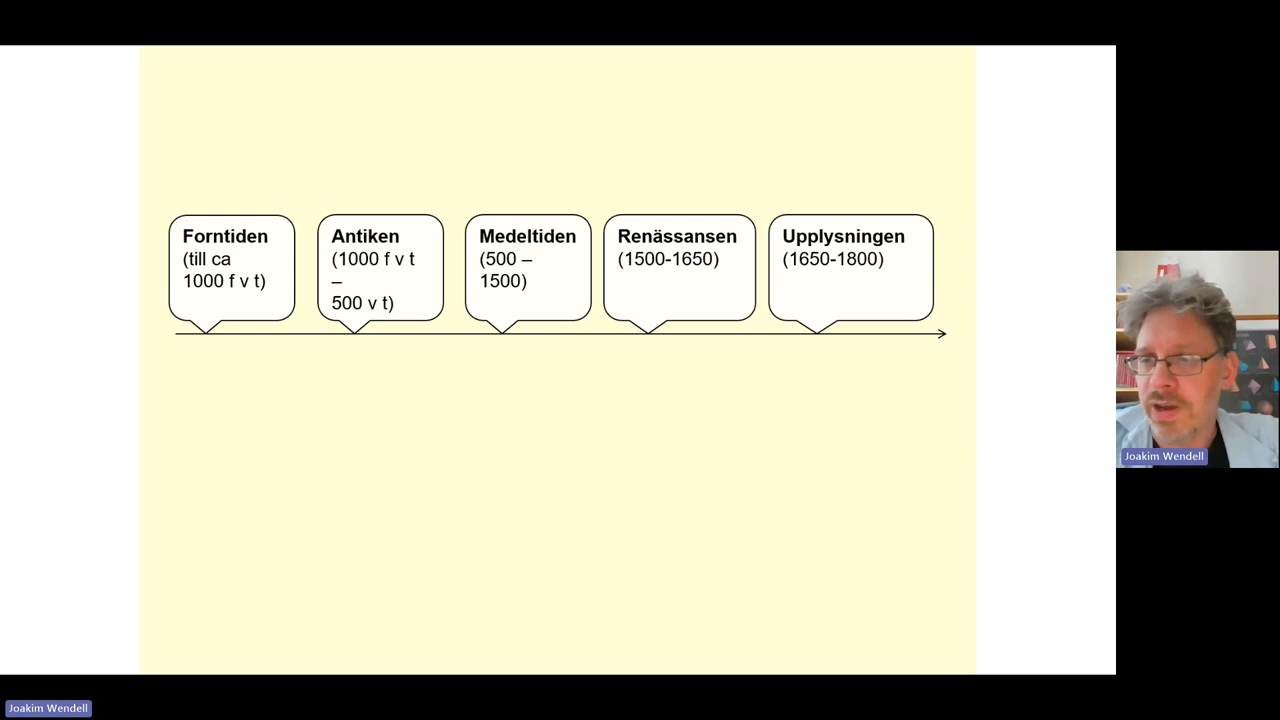 Forntiden
(till ca
1000 f v t)
Antiken
(1000 f v t
–
500 v t)
Medeltiden
(500 –
1500)
Renässansen
(1500-1650)
Upplysningen
(1650-1800)
Joakim Wendell
Joakim Wendell